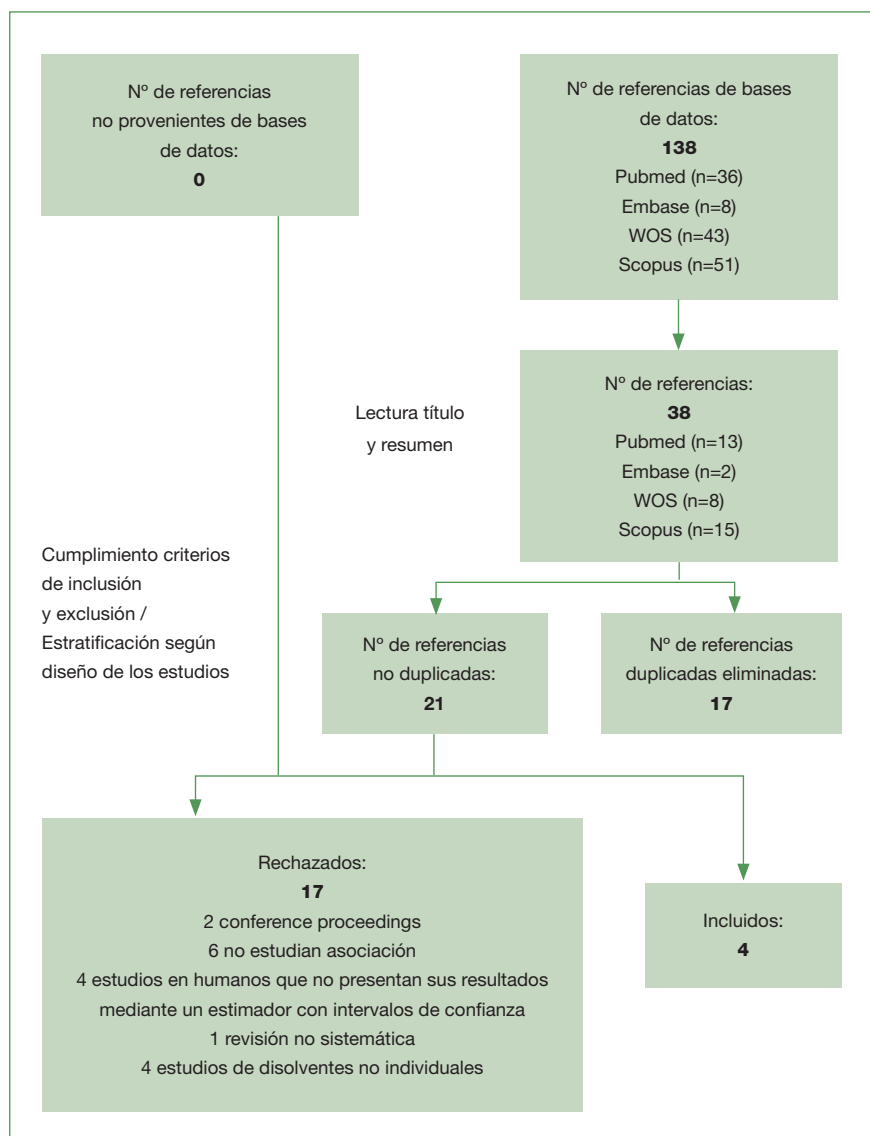 Nº de referencias
no provenientes de bases
de datos:
0
Nº de referencias de bases
de datos:
138
Pubmed (n=36)
Embase (n=8)
WOS (n=43)
Scopus (n=51)
Lectura título
y resumen
Nº de referencias:
38
Pubmed (n=13)
Embase (n=2)
WOS (n=8)
Scopus (n=15)
Cumplimiento criterios
de inclusión
y exclusión /
Estratificación según
diseño de los estudios
Nº de referencias
no duplicadas:
21
Nº de referencias
duplicadas eliminadas:
17
Rechazados:
17
2 conference proceedings
6 no estudian asociación
4 estudios en humanos que no presentan sus resultados
mediante un estimador con intervalos de confianza
1 revisión no sistemática
4 estudios de disolventes no individuales
Incluidos:
4